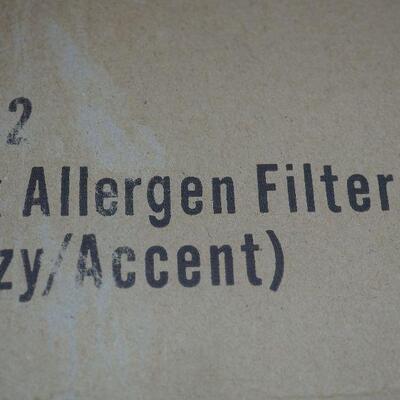 2
Allergen Filter
zy/Accent)